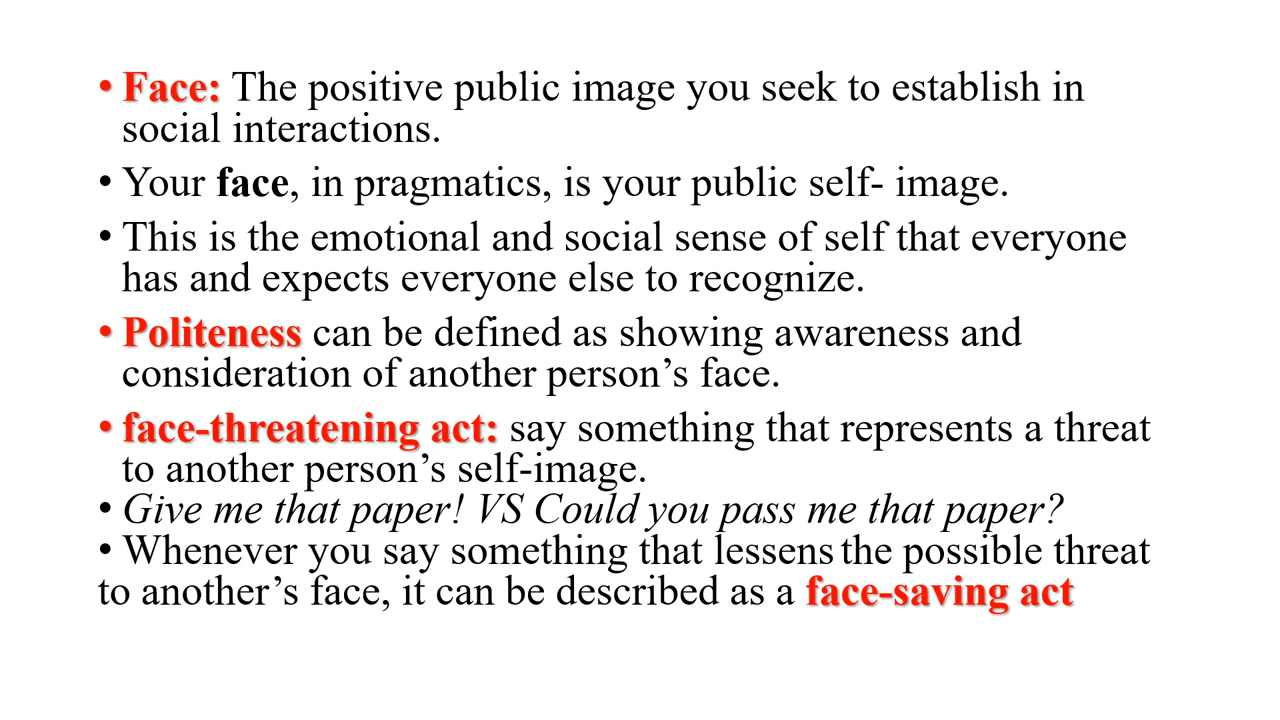 • Face: The positive public image you seek to establish in
social interactions.
• Your face, in pragmatics, is your public self- image.
• This is the emotional and social sense of self that everyone
has and expects everyone else to recognize.
• Politeness can be defined as showing awareness and
consideration of another person’s face.
• face-threatening act: say something that represents a threat
to another person’s self-image.
• Give me that paper! VS Could you pass me that paper?
• Whenever you say something that lessens the possible threat
to another’s face, it can be described as a face-saving act